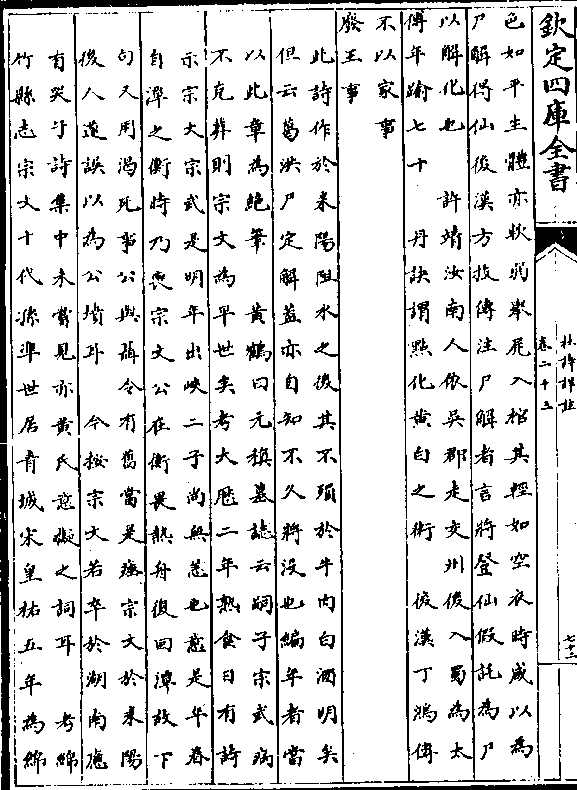 欽定四庫全書
杜詩詳註
卷二十三
七十三
色如平生體亦軟弱舉屍入棺其輕如空衣時咸以為
尸解得仙後漢方技傳注尸解者言將登仙假託為尸
以解化也　許靖汝南人依吳郡走交州後入蜀為太
傅年踰七十　丹訣謂點化黄白之術　後漢丁鴻傳
不以家事
廢王事
此詩作於耒陽阻水之後其不殞於牛肉白酒明矣
但云葛洪尸定解蓋亦自知不久將沒也編年者當
以此章為絕筆　黄鶴曰元稹墓誌云嗣子宗武病
不克葬則宗文為早世矣考大厯二年熟食日有詩
示宗文宗武是明年出峽二子尚無恙也意是年春
自潭之衡時乃喪宗文公在衡畏熱舟復回潭故下
句又用渴死事公與聶令有舊當是瘞宗文於耒陽
後人遂誤以為公墳耳　今按宗文若卒於湖南應
有哭子詩集中未嘗見亦黄氏意擬之詞耳　考綿
竹縣志宗文十代孫準世居青城宋皇祐五年為綿